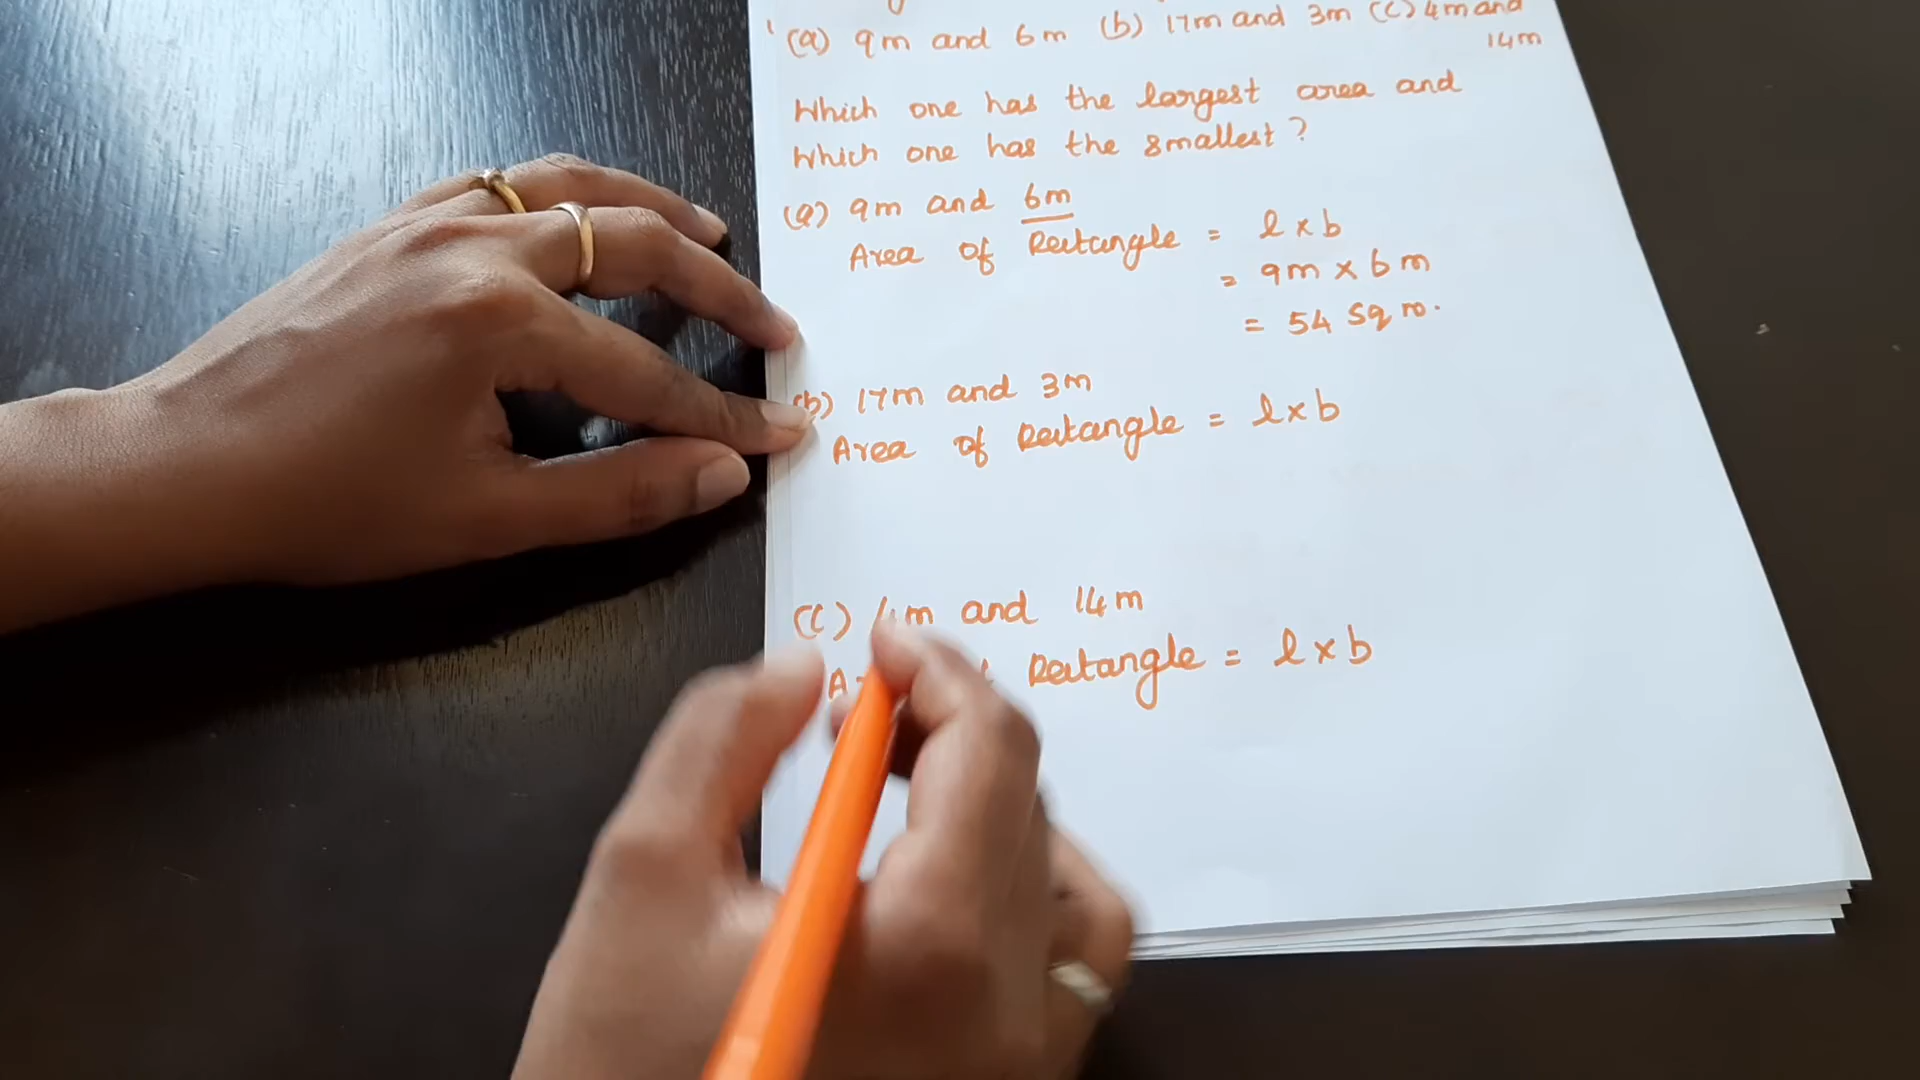 (a) 9m and 6m (b) 17m and 3m (c) 4m and
14m
Which one has the largest area and
Which one has the smallest?
(a) 9m and 6m
Area of Rectangle = l x b
= 9m x 6m
= 54 Sq m.
(b) 17m and 3m
Area of Rectangle = l x b
(c) 4m and 14m
Rectangle = l x b